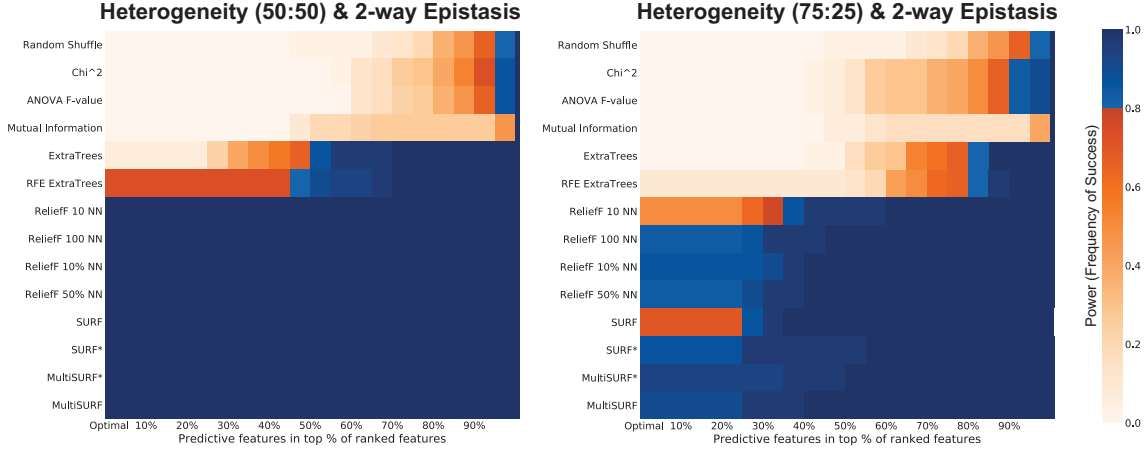 Heterogeneity (50:50) & 2-way Epistasis
Random Shuffle
Chi^2
ANOVA F-value
Mutual Information
ExtraTrees
RFE ExtraTrees
ReliefF 10 NN
ReliefF 100 NN
ReliefF 10% NN
ReliefF 50% NN
SURF
SURF*
MultiSURF*
MultiSURF
Optimal 10% 20% 30% 40% 50% 60% 70% 80% 90%
Predictive features in top % of ranked features
Heterogeneity (75:25) & 2-way Epistasis
Random Shuffle
Chi^2
ANOVA F-value
Mutual Information
ExtraTrees
RFE ExtraTrees
ReliefF 10 NN
ReliefF 100 NN
ReliefF 10% NN
ReliefF 50% NN
SURF
SURF*
MultiSURF*
MultiSURF
Optimal 10% 20% 30% 40% 50% 60% 70% 80% 90%
Predictive features in top % of ranked features
Power (Frequency of Success)
1.0
0.8
0.6
0.4
0.2
0.0